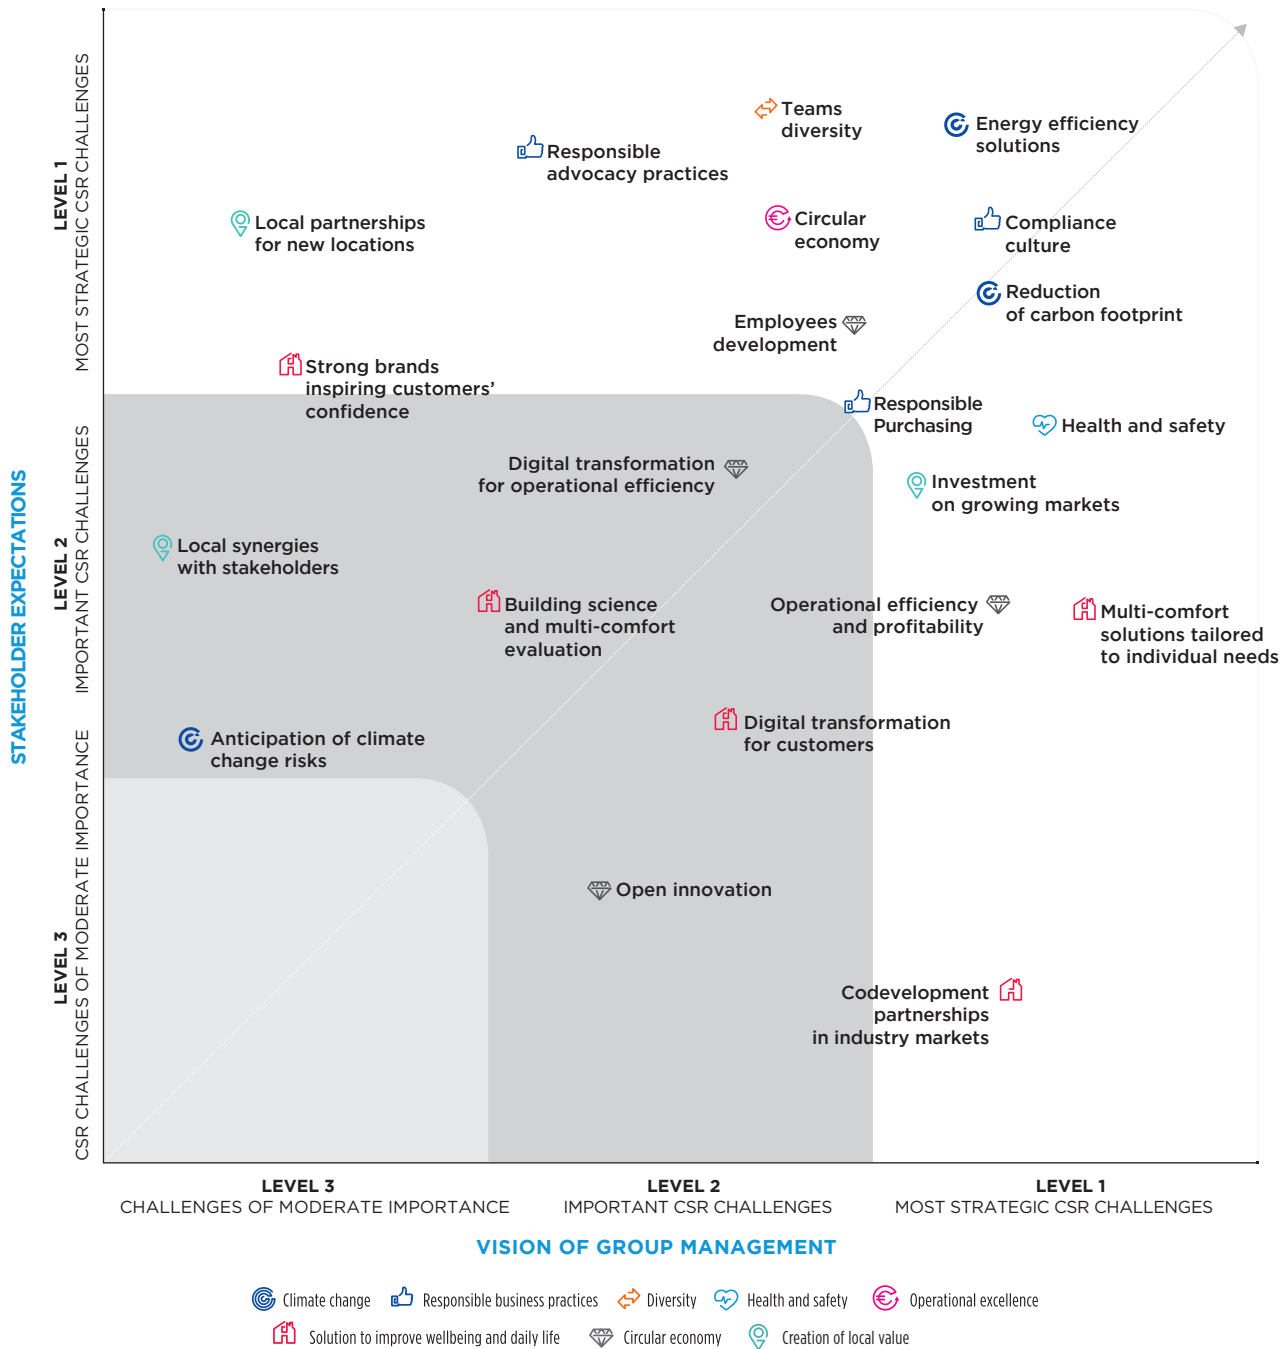 STAKEHOLDER EXPECTATIONS
LEVEL 1
MOST STRATEGIC CSR CHALLENGES
LEVEL 2
IMPORTANT CSR CHALLENGES
LEVEL 3
CSR CHALLENGES OF MODERATE IMPORTANCE
Teams
diversity
Energy efficiency
solutions
Responsible
advocacy practices
Local partnerships
for new locations
Circular
economy
Compliance
culture
Reduction
of carbon footprint
Employees
development
Strong brands
inspiring customers'
confidence
Responsible
Purchasing
Health and safety
Digital transformation
for operational efficiency
Investment
on growing markets
Local synergies
with stakeholders
Building science
and multi-comfort
evaluation
Operational efficiency
and profitability
Multi-comfort
solutions tailored
to individual needs
Anticipation of climate
change risks
Digital transformation
for customers
Open innovation
Codevelopment
partnerships
in industry markets
LEVEL 3
CHALLENGES OF MODERATE IMPORTANCE
LEVEL 2
IMPORTANT CSR CHALLENGES
LEVEL 1
MOST STRATEGIC CSR CHALLENGES
VISION OF GROUP MANAGEMENT
Climate change
Responsible business practices
Diversity
Health and safety
Operational excellence
Solution to improve wellbeing and daily life
Circular economy
Creation of local value